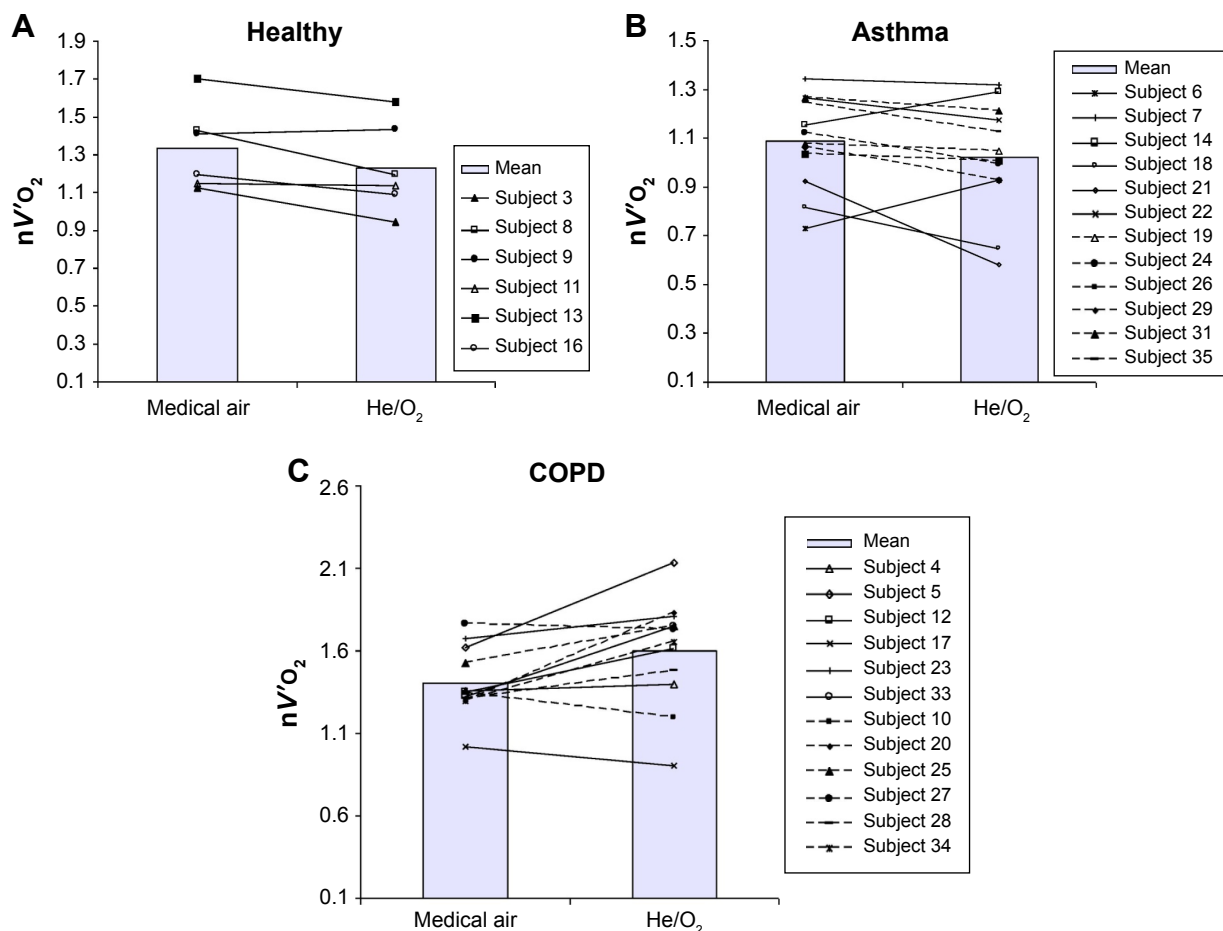 A
Healthy
nV'O₂
1.9
1.7
1.5
1.3
1.1
0.9
0.7
0.5
0.3
0.1
Medical air
He/O₂
Mean
Subject 3
Subject 8
Subject 9
Subject 11
Subject 13
Subject 16
B
Asthma
nV'O₂
1.5
1.3
1.1
0.9
0.7
0.5
0.3
0.1
Medical air
He/O₂
Mean
Subject 6
Subject 7
Subject 14
Subject 18
Subject 21
Subject 22
Subject 19
Subject 24
Subject 26
Subject 29
Subject 31
Subject 35
C
COPD
nV'O₂
2.6
2.1
1.6
1.1
0.6
0.1
Medical air
He/O₂
Mean
Subject 4
Subject 5
Subject 12
Subject 17
Subject 23
Subject 33
Subject 10
Subject 20
Subject 25
Subject 27
Subject 28
Subject 34